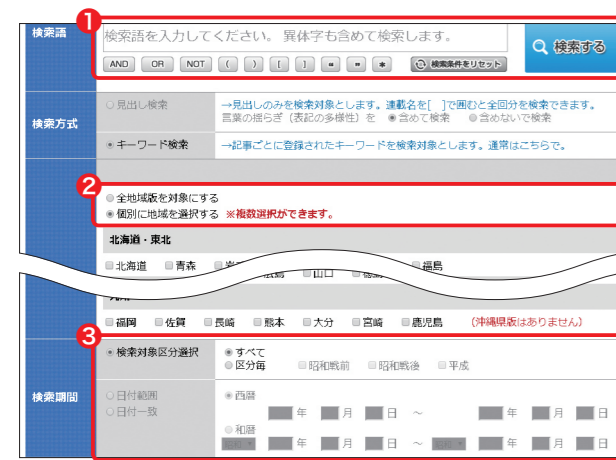 1
検索語
検索語を入力してください。異体字も含めて検索します。
検索する
AND OR NOT ( ) [ ] = *
検索条件をリセット
検索方式
見出し検索 →見出しのみを検索対象とします。連載名を[ ]で囲むと全回分を検索できます。
言葉の揺らぎ(表記の多様性)を 含めて検索 含めないで検索
キーワード検索 →記事ごとに登録されたキーワードを検索対象とします。通常はこちらで。
2
全地域版を対象にする
個別に地域を選択する ※複数選択ができます。
北海道・東北
北海道 青森 山口 福島
福岡 佐賀 長崎 熊本 大分 宮崎 鹿児島 (沖縄県版はありません)
3
検索期間
検索対象区分選択 すべて
区分毎 昭和戦前 昭和戦後 平成
日付範囲 西暦
日付一致
年 月 日 ~ 年 月 日
和暦
年 月 日 ~ 年 月 日